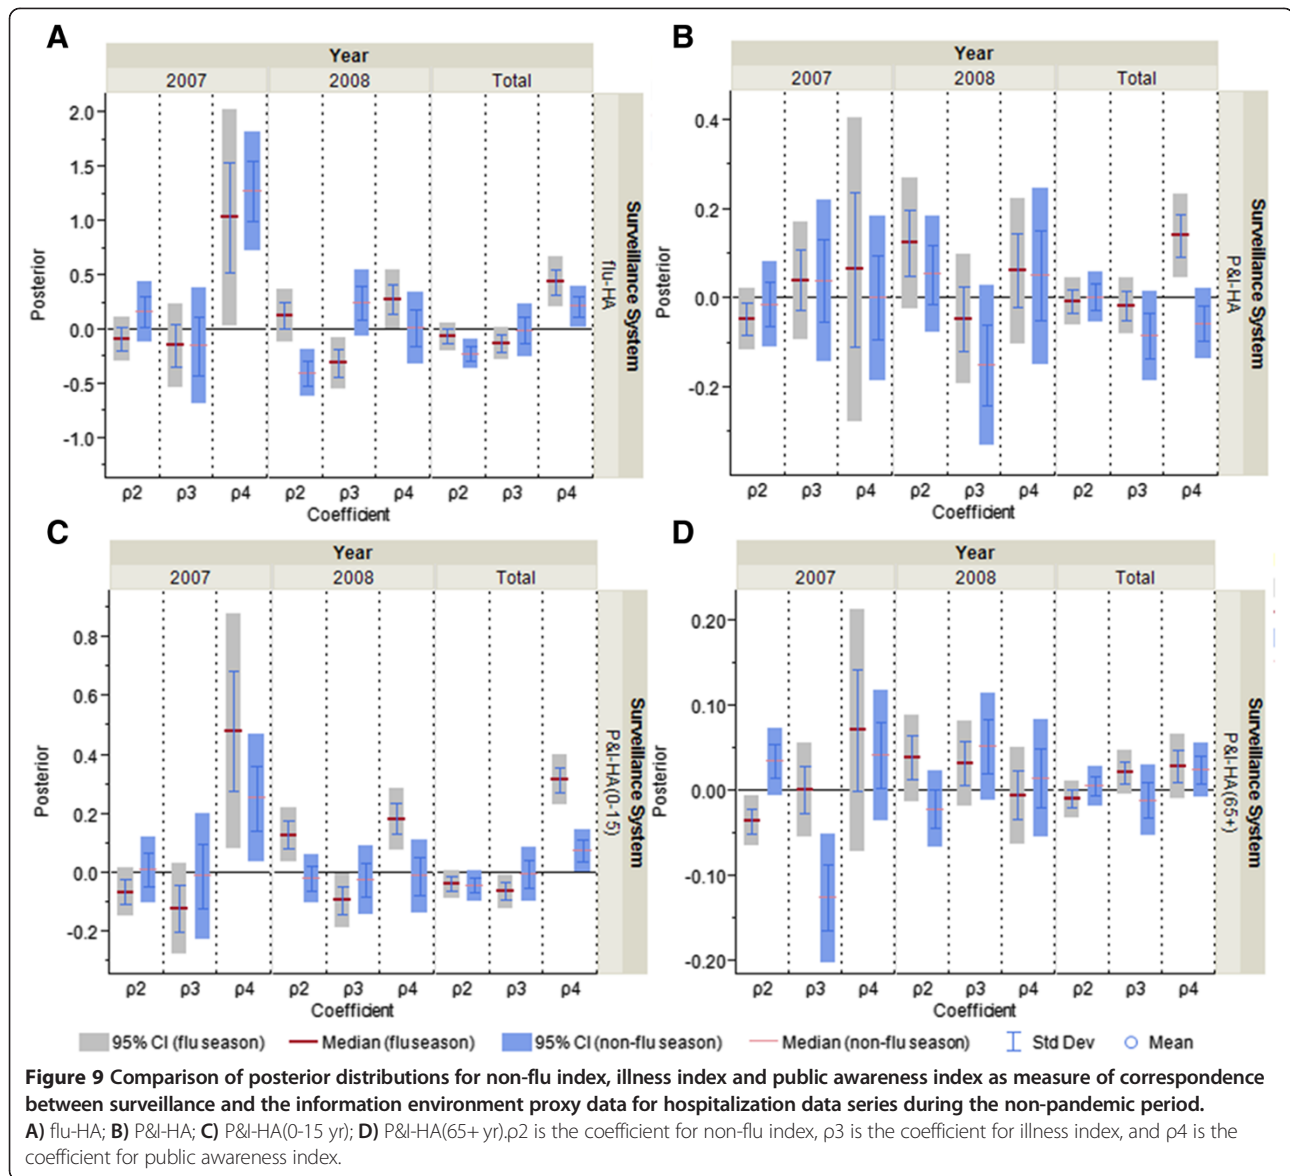 A
Year
2007 2008 Total
2.0
1.5
1.0
0.5
0.0
-0.5
-1.0
Posterior
flu-HA
Surveillance System
ρ2 ρ3 ρ4 ρ2 ρ3 ρ4 ρ2 ρ3 ρ4
Coefficient
B
Year
2007 2008 Total
0.4
0.2
0.0
-0.2
Posterior
P&I-HA
Surveillance System
ρ2 ρ3 ρ4 ρ2 ρ3 ρ4 ρ2 ρ3 ρ4
Coefficient
C
Year
2007 2008 Total
0.8
0.6
0.4
0.2
0.0
-0.2
Posterior
P&I-HA(0-15)
Surveillance System
ρ2 ρ3 ρ4 ρ2 ρ3 ρ4 ρ2 ρ3 ρ4
Coefficient
D
Year
2007 2008 Total
0.20
0.10
0.00
-0.10
-0.20
Posterior
P&I-HA(65+)
Surveillance System
ρ2 ρ3 ρ4 ρ2 ρ3 ρ4 ρ2 ρ3 ρ4
Coefficient
95% CI (flu season) Median (flu season) 95% CI (non-flu season) Median (non-flu season) Std Dev Mean
Figure 9 Comparison of posterior distributions for non-flu index, illness index and public awareness index as measure of correspondence
between surveillance and the information environment proxy data for hospitalization data series during the non-pandemic period.
A) flu-HA; B) P&I-HA; C) P&I-HA(0-15 yr); D) P&I-HA(65+ yr).ρ2 is the coefficient for non-flu index, ρ3 is the coefficient for illness index, and ρ4 is the
coefficient for public awareness index.